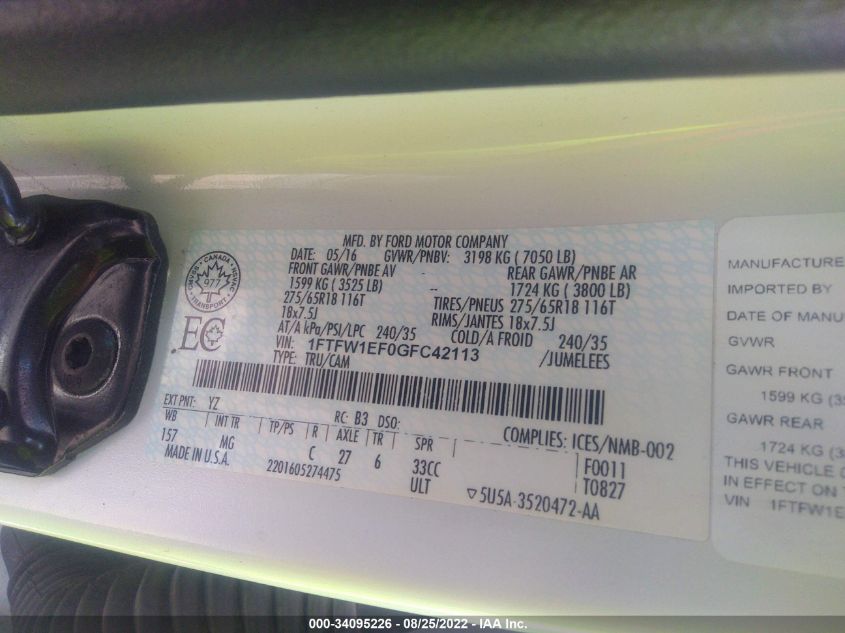 MFD. BY FORD MOTOR COMPANY
DATE: 05/16 GVWR/PNBV: 3198 KG ( 7050 LB)
FRONT GAWR/PNBE AV REAR GAWR/PNBE AR
1599 KG ( 3525 LB) -- 1724 KG ( 3800 LB)
275/65R18 116T TIRES/PNEUS 275/65R18 116T
18x7.5J RIMS/JANTES 18x7.5J
AT/A kPa/PSI/LPC 240/35 COLD/A FROID 240/35
VIN: 1FTFW1EF0GFC42113 /JUMELEES
TYPE: TRU/CAM
CANADA
977
TRANSPORT
EC
EXT PNT: YZ RC: B3 DSO:
WB INT TR TP/PS R AXLE TR SPR COMPLIES: ICES/NMB-002
157 MG C 27 6 33CC F0011
MADE IN U.S.A. 2201605274475 ULT T0827
▽5U5A-3520472-AA
MANUFACTURE
IMPORTED BY
DATE OF MANU
GVWR
GAWR FRONT
1599 KG (3
GAWR REAR
1724 KG (3
THIS VEHICLE
IN EFFECT ON
VIN 1FTFW1E
000-34095226 - 08/25/2022 - IAA Inc.